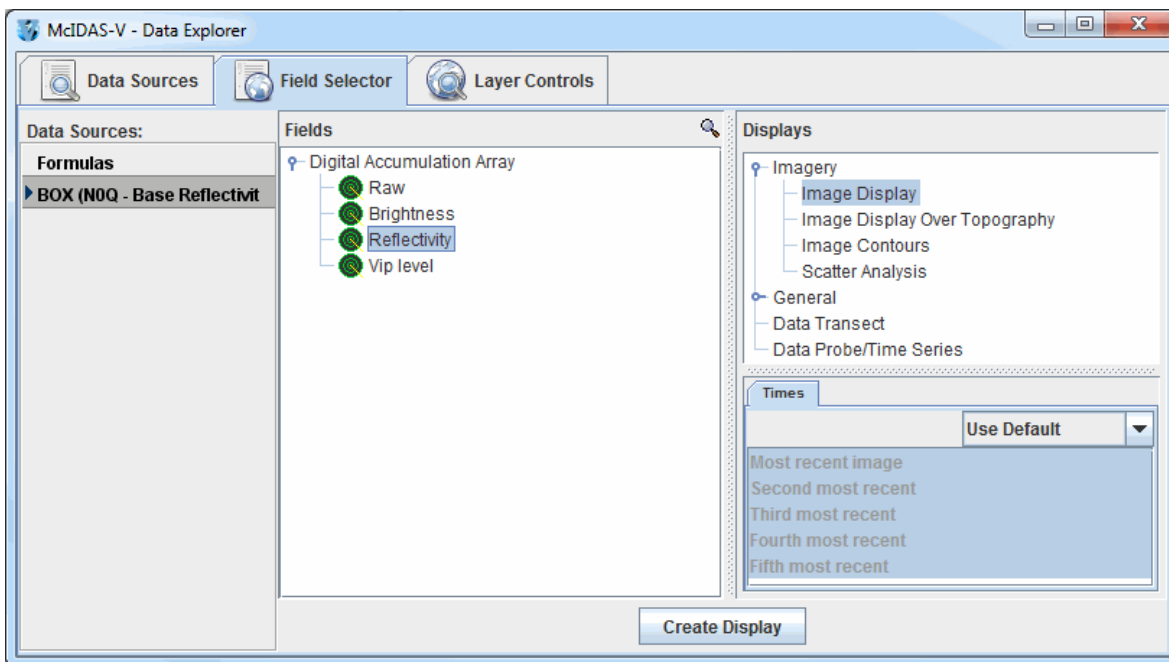 McIDAS-V - Data Explorer
Data Sources
Field Selector
Layer Controls
Data Sources:
Formulas
BOX (N0Q - Base Reflectivit
Fields
Digital Accumulation Array
Raw
Brightness
Reflectivity
Vip level
Displays
Imagery
Image Display
Image Display Over Topography
Image Contours
Scatter Analysis
General
Data Transect
Data Probe/Time Series
Times
Use Default
Most recent image
Second most recent
Third most recent
Fourth most recent
Fifth most recent
Create Display